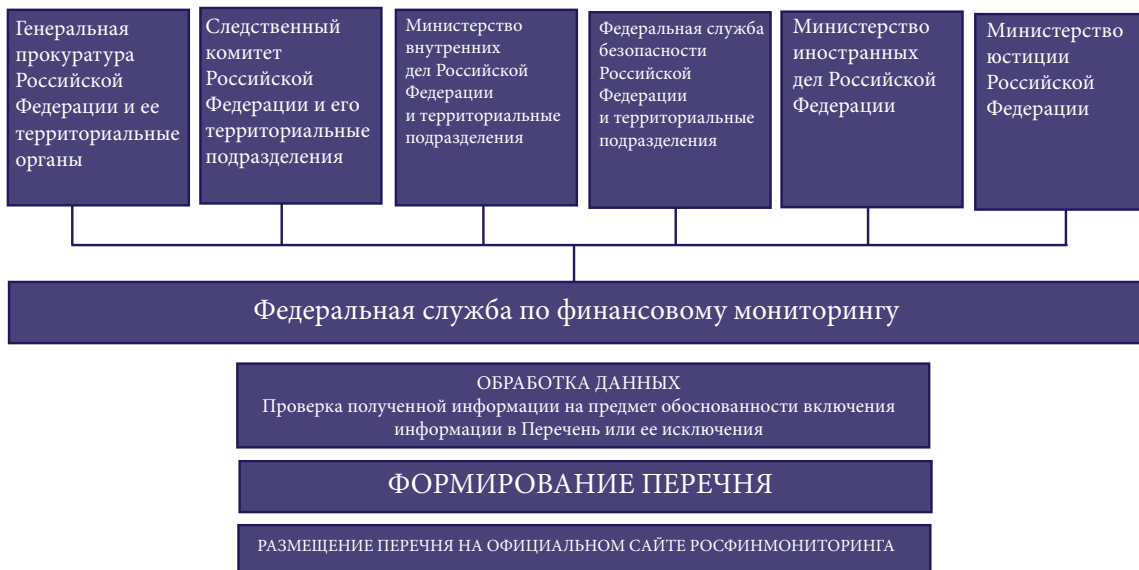 Генеральная
прокуратура
Российской
Федерации и ее
территориальные
органы
Следственный
комитет
Российской
Федерации и его
территориальные
подразделения
Министерство
внутренних
дел Российской
Федерации
и территориальные
подразделения
Федеральная служба
безопасности
Российской
Федерации
и территориальные
подразделения
Министерство
иностранных
дел Российской
Федерации
Министерство
юстиции
Российской
Федерации
Федеральная служба по финансовому мониторингу
ОБРАБОТКА ДАННЫХ
Проверка полученной информации на предмет обоснованности включения
информации в Перечень или ее исключения
ФОРМИРОВАНИЕ ПЕРЕЧНЯ
РАЗМЕЩЕНИЕ ПЕРЕЧНЯ НА ОФИЦИАЛЬНОМ САЙТЕ РОСФИНМОНИТОРИНГА